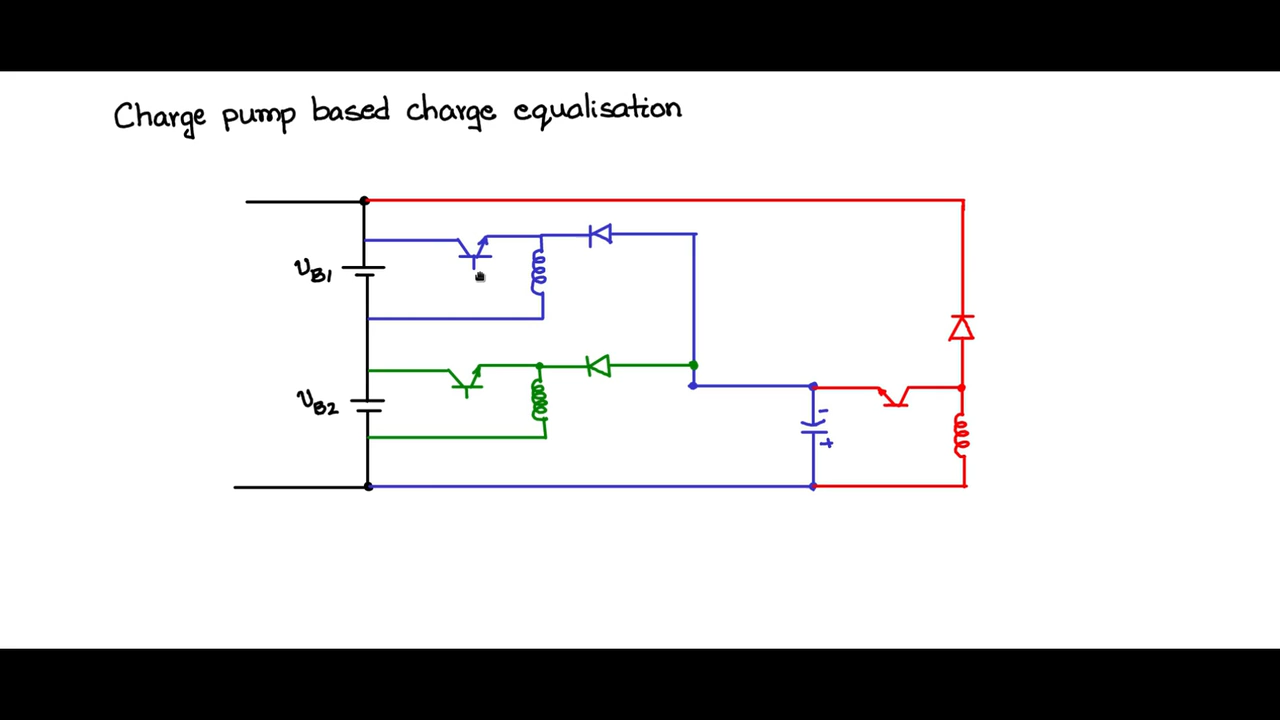 Charge pump based charge equalisation
VB1
VB2
-
+